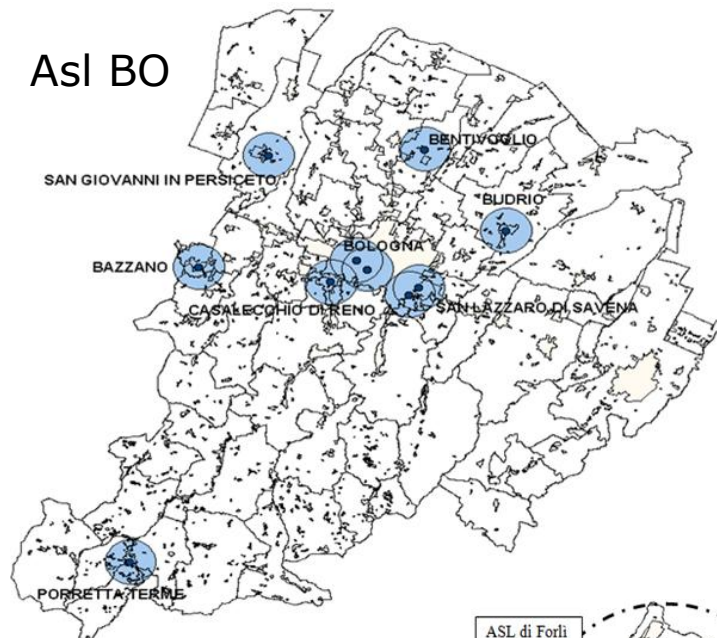 Asl BO
BENTIVOGLIO
SAN GIOVANNI IN PERSICETO
BUDRIO
BOLOGNA
BAZZANO
CASALECCHIO DI RENO
SAN LAZZARO DI SAVENA
PORRETTA TERME
ASL di Forlì